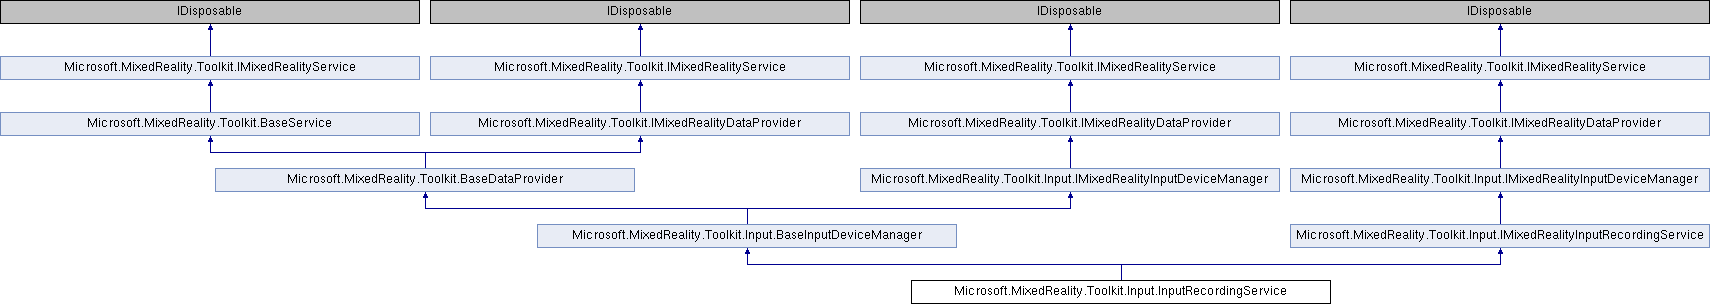 IDisposable
IDisposable
IDisposable
IDisposable
Microsoft.MixedReality.Toolkit.IMixedRealityService
Microsoft.MixedReality.Toolkit.IMixedRealityService
Microsoft.MixedReality.Toolkit.IMixedRealityService
Microsoft.MixedReality.Toolkit.IMixedRealityService
Microsoft.MixedReality.Toolkit.BaseService
Microsoft.MixedReality.Toolkit.IMixedRealityDataProvider
Microsoft.MixedReality.Toolkit.IMixedRealityDataProvider
Microsoft.MixedReality.Toolkit.IMixedRealityDataProvider
Microsoft.MixedReality.Toolkit.BaseDataProvider
Microsoft.MixedReality.Toolkit.Input.IMixedRealityInputDeviceManager
Microsoft.MixedReality.Toolkit.Input.IMixedRealityInputDeviceManager
Microsoft.MixedReality.Toolkit.Input.BaseInputDeviceManager
Microsoft.MixedReality.Toolkit.Input.IMixedRealityInputRecordingService
Microsoft.MixedReality.Toolkit.Input.InputRecordingService